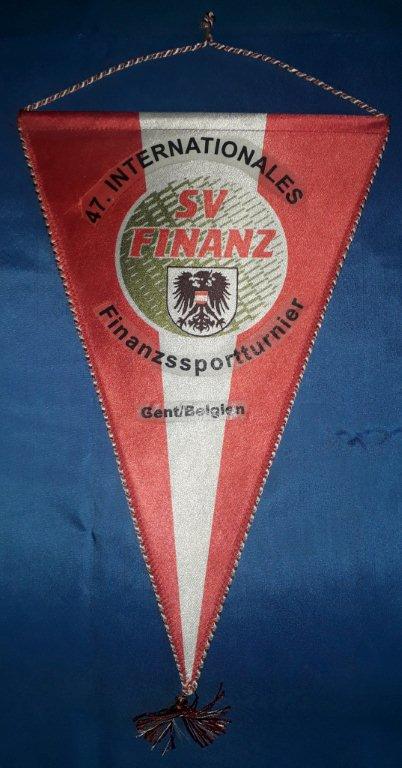 47. INTERNATIONALES
SV
FINANZ
Finanzssportturnier
Gent/Belgien